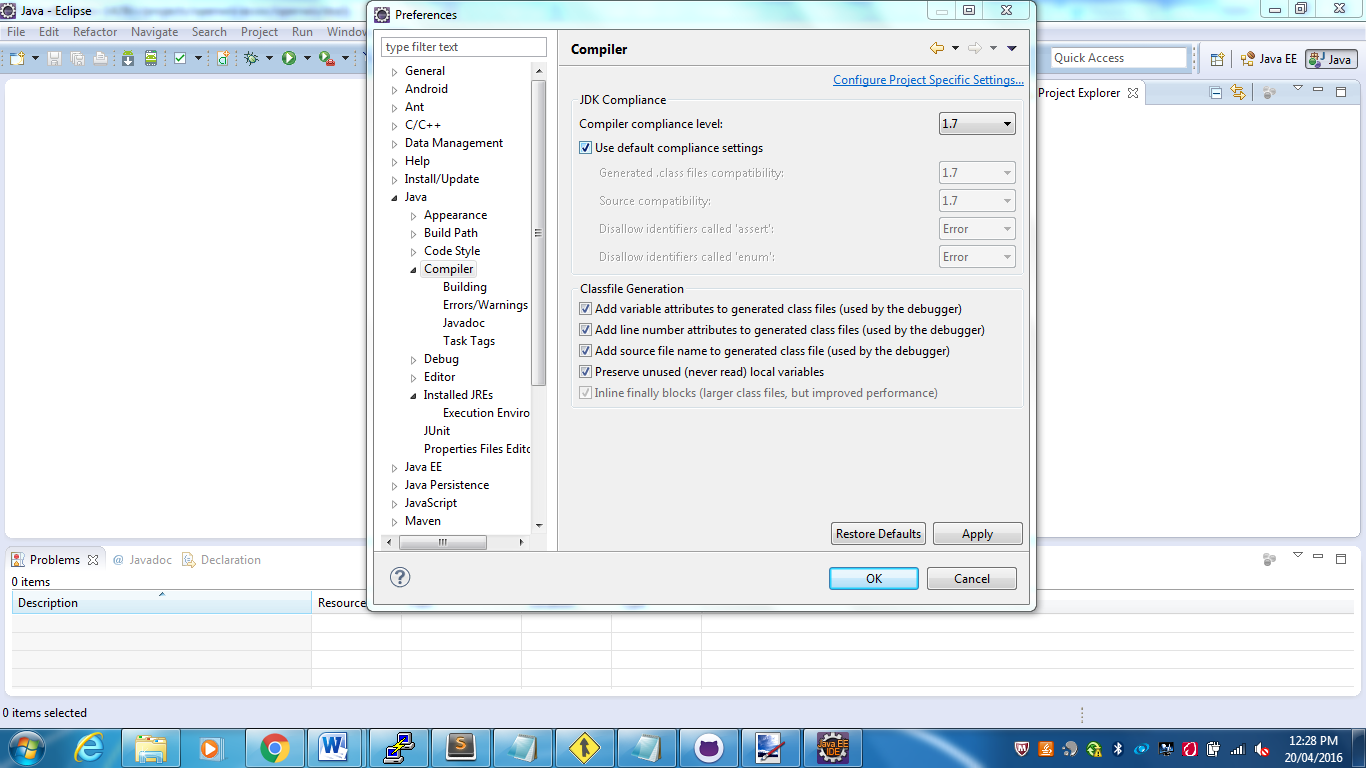 Java - Eclipse
File Edit Refactor Navigate Search Project Run Window
Quick Access
Java EE
Java
Preferences
type filter text
General
Android
Ant
C/C++
Data Management
Help
Install/Update
Java
Appearance
Build Path
Code Style
Compiler
Building
Errors/Warnings
Javadoc
Task Tags
Debug
Editor
Installed JREs
Execution Enviro
JUnit
Properties Files Edito
Java EE
Java Persistence
JavaScript
Maven
Compiler
Configure Project Specific Settings...
JDK Compliance
Compiler compliance level: 1.7
Use default compliance settings
Generated .class files compatibility: 1.7
Source compatibility: 1.7
Disallow identifiers called 'assert': Error
Disallow identifiers called 'enum': Error
Classfile Generation
Add variable attributes to generated class files (used by the debugger)
Add line number attributes to generated class files (used by the debugger)
Add source file name to generated class file (used by the debugger)
Preserve unused (never read) local variables
Inline finally blocks (larger class files, but improved performance)
Restore Defaults Apply
OK Cancel
Project Explorer
Problems @ Javadoc Declaration
0 items
Description Resource
0 items selected
Java EE
IDE
12:28 PM
20/04/2016